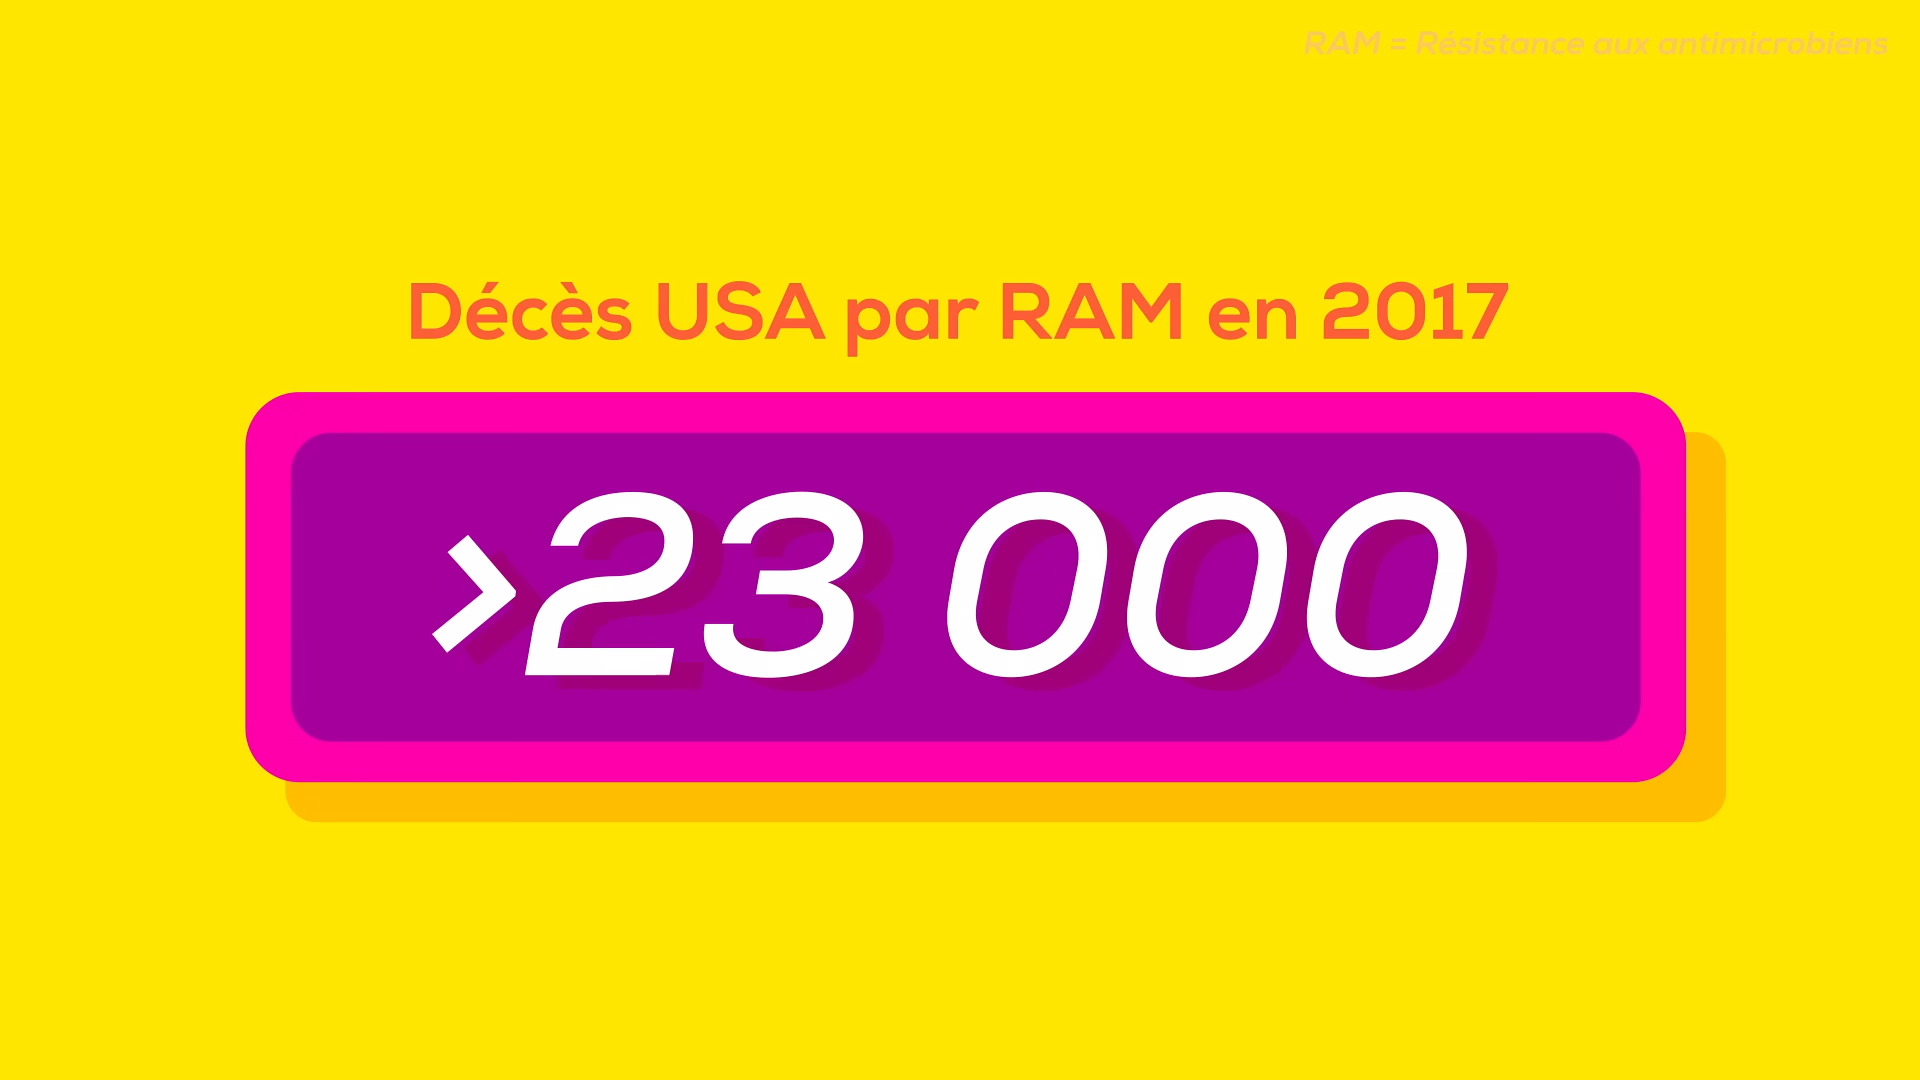 RAM = Résistance aux antimicrobiens
Décès USA par RAM en 2017
>23 000